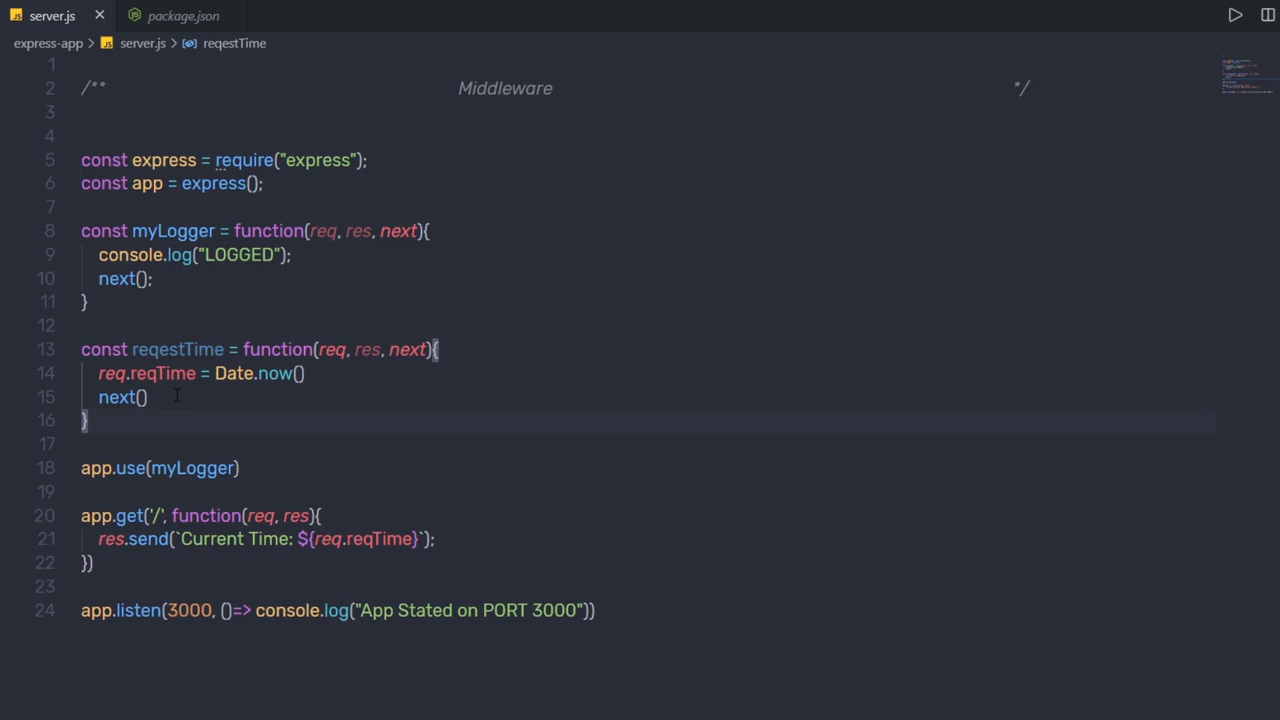 server.js
package.json
express-app > server.js > reqestTime
1
2 /** Middleware */
3
4
5 const express = require("express");
6 const app = express();
7
8 const myLogger = function(req, res, next){
9 console.log("LOGGED");
10 next();
11 }
12
13 const reqestTime = function(req, res, next){
14 req.reqTime = Date.now()
15 next()
16 }
17
18 app.use(myLogger)
19
20 app.get('/', function(req, res){
21 res.send(`Current Time: ${req.reqTime}`);
22 })
23
24 app.listen(3000, ()=> console.log("App Stated on PORT 3000"))